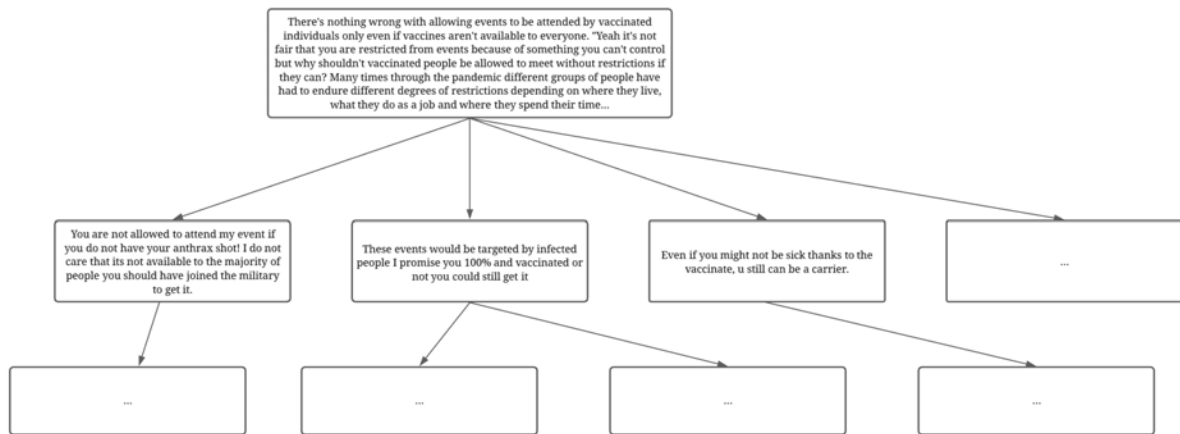 There's nothing wrong with allowing events to be attended by vaccinated
individuals only even if vaccines aren't available to everyone. "Yeah it's not
fair that you are restricted from events because of something you can't control
but why shouldn't vaccinated people be allowed to meet without restrictions if
they can? Many times through the pandemic different groups of people have
had to endure different degrees of restrictions depending on where they live,
what they do as a job and where they spend their time...
You are not allowed to attend my event if
you do not have your anthrax shot! I do not
care that its not available to the majority of
people you should have joined the military
to get it.
These events would be targeted by infected
people I promise you 100% and vaccinated or
not you could still get it
Even if you might not be sick thanks to the
vaccinate, u still can be a carrier.
...
...
...
...
...